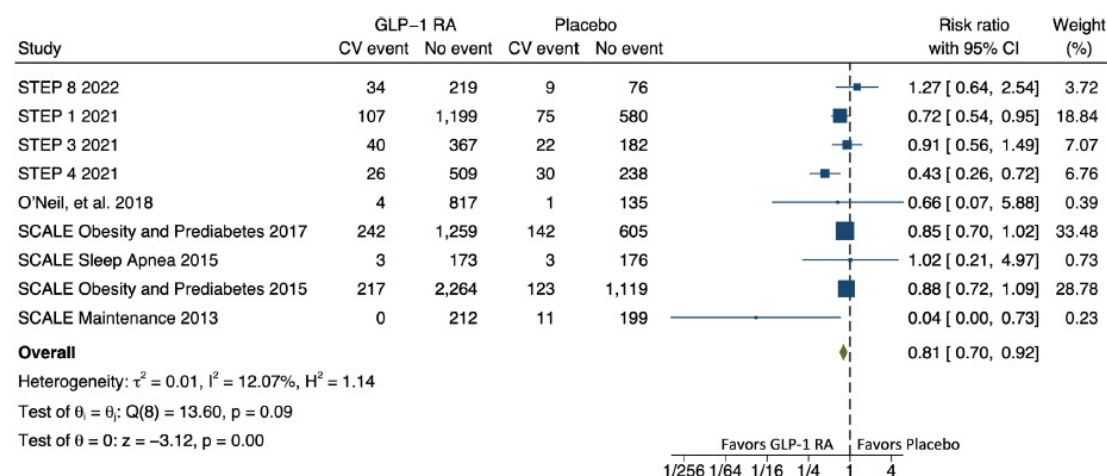 GLP−1 RA Placebo Risk ratio Weight
Study CV event No event CV event No event with 95% CI (%)
STEP 8 2022 34 219 9 76 1.27 [ 0.64, 2.54] 3.72
STEP 1 2021 107 1,199 75 580 0.72 [ 0.54, 0.95] 18.84
STEP 3 2021 40 367 22 182 0.91 [ 0.56, 1.49] 7.07
STEP 4 2021 26 509 30 238 0.43 [ 0.26, 0.72] 6.76
O'Neil, et al. 2018 4 817 1 135 0.66 [ 0.07, 5.88] 0.39
SCALE Obesity and Prediabetes 2017 242 1,259 142 605 0.85 [ 0.70, 1.02] 33.48
SCALE Sleep Apnea 2015 3 173 3 176 1.02 [ 0.21, 4.97] 0.73
SCALE Obesity and Prediabetes 2015 217 2,264 123 1,119 0.88 [ 0.72, 1.09] 28.78
SCALE Maintenance 2013 0 212 11 199 0.04 [ 0.00, 0.73] 0.23
Overall 0.81 [ 0.70, 0.92]
Heterogeneity: τ² = 0.01, I² = 12.07%, H² = 1.14
Test of θᵢ = θⱼ: Q(8) = 13.60, p = 0.09
Test of θ = 0: z = −3.12, p = 0.00
Favors GLP−1 RA Favors Placebo
1/256 1/64 1/16 1/4 1 4